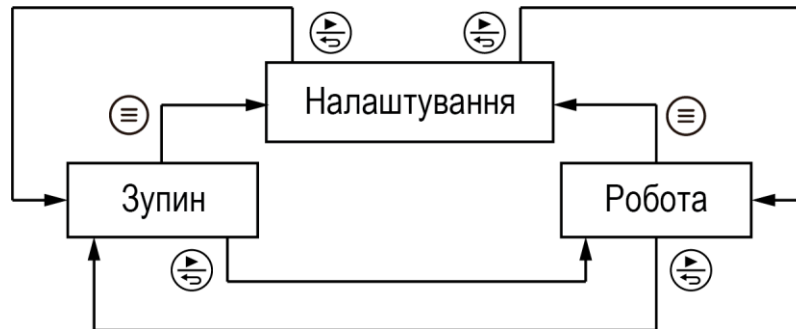 Налаштування
Зупин
Робота